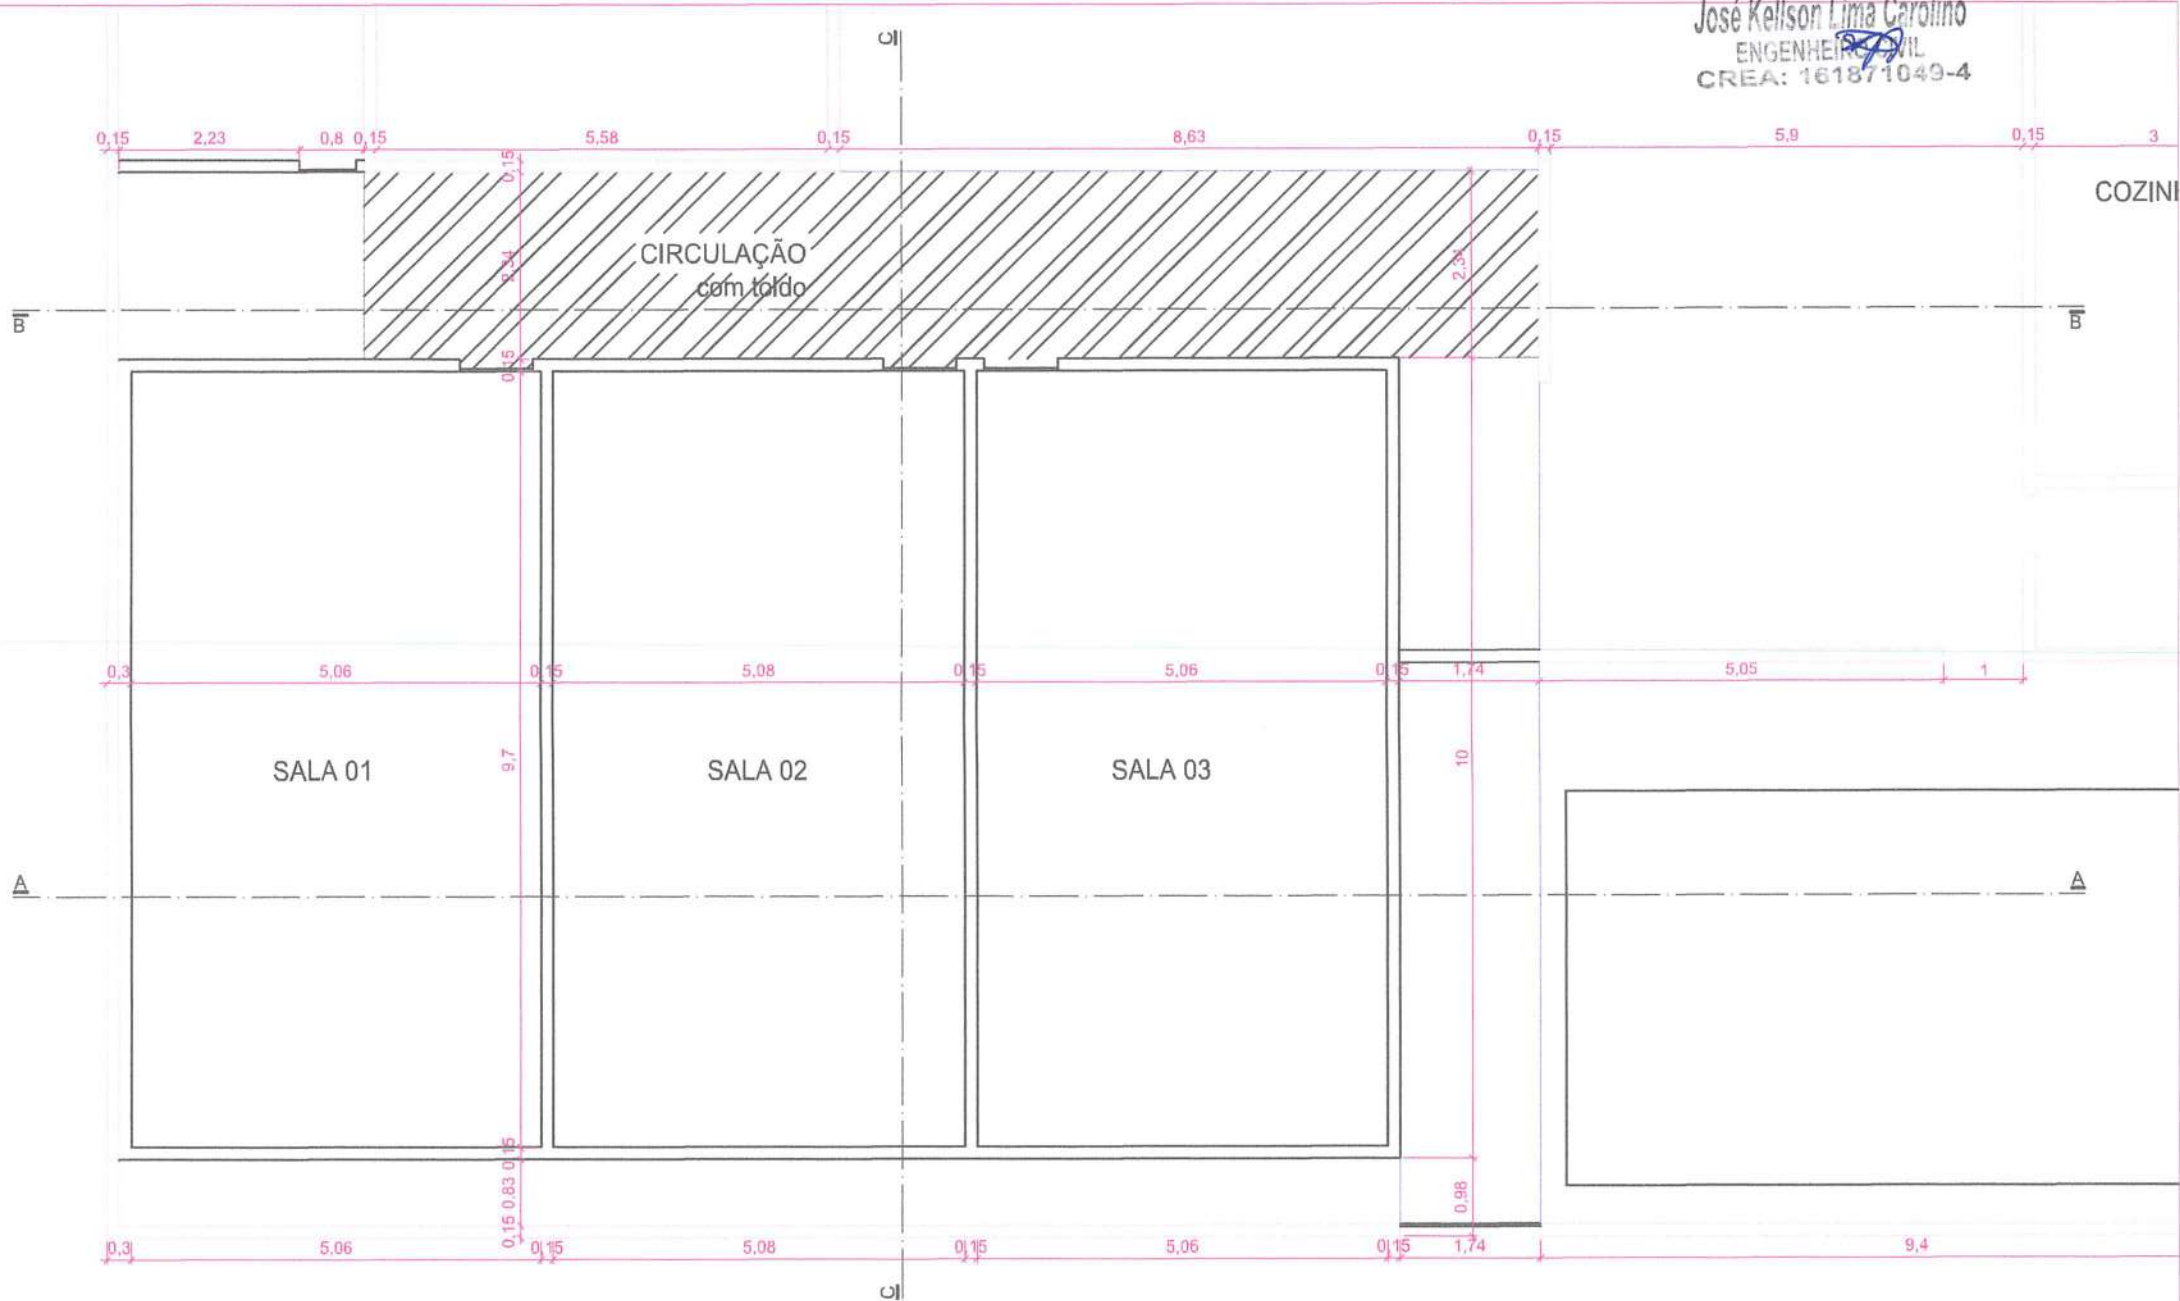 José Kellson Lima Carolino
ENGENHEIRO CIVIL
CREA: 161871049-4
C
0,15 2,23 0,8 0,15 5,58 0,15 8,63 0,15 5,9 0,15 3
0,15
COZINH
CIRCULAÇÃO
com toldo
2,34
2,34
B
B
0,15
0,3 5,06 0,15 5,08 0,15 5,06 0,15 1,74 5,05 1
9,7
10
SALA 01
SALA 02
SALA 03
A
A
0,15
0.83
0,15
0,98
0,3 5,06 0,15 5,08 0,15 5,06 0,15 1,74 9,4
C